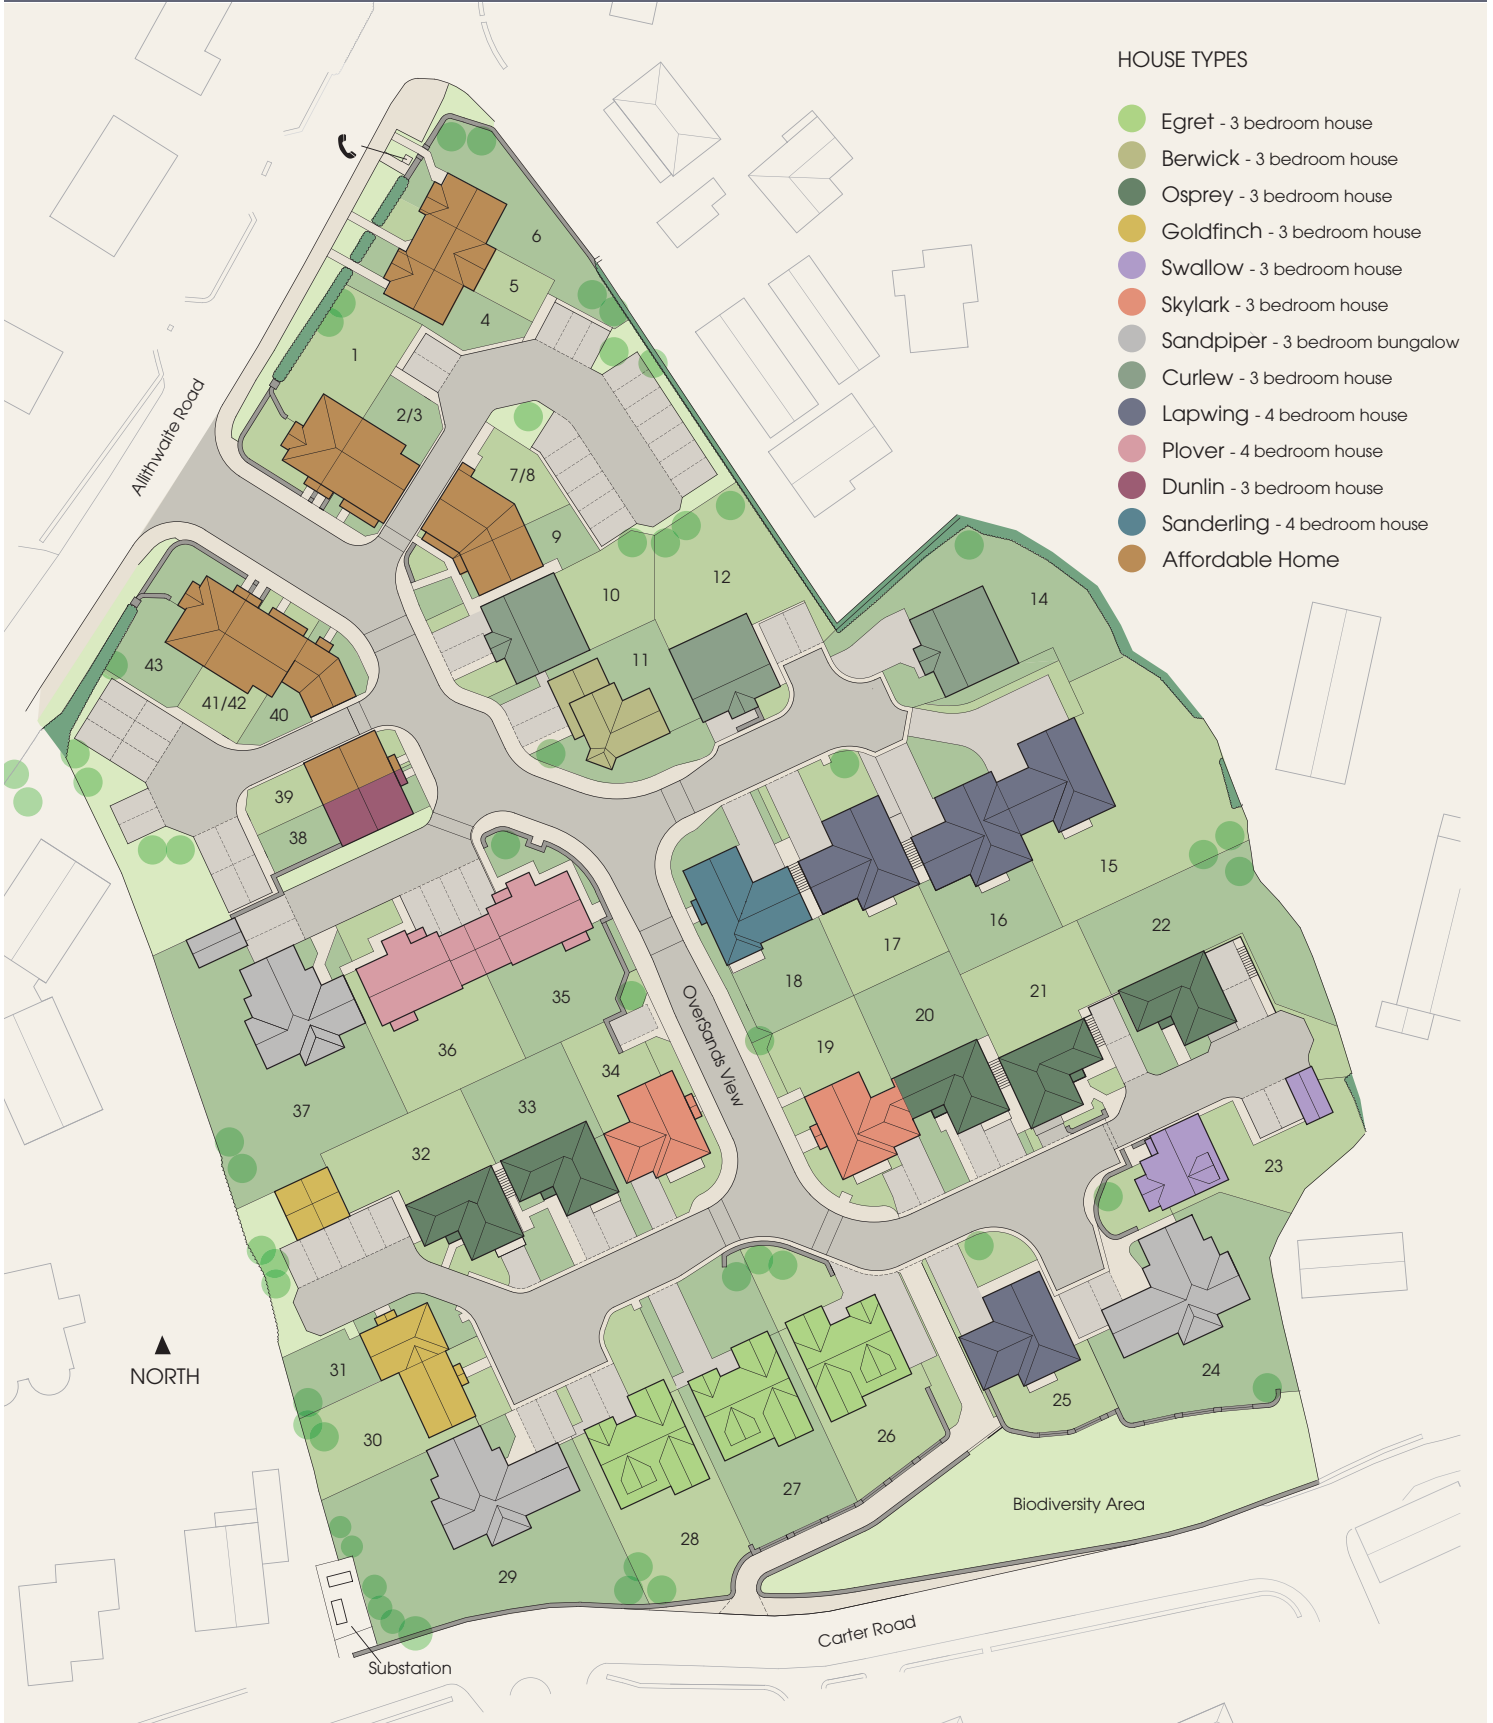 HOUSE TYPES
Egret - 3 bedroom house
Berwick - 3 bedroom house
Osprey - 3 bedroom house
Goldfinch - 3 bedroom house
Swallow - 3 bedroom house
Skylark - 3 bedroom house
Sandpiper - 3 bedroom bungalow
Curlew - 3 bedroom house
Lapwing - 4 bedroom house
Plover - 4 bedroom house
Dunlin - 3 bedroom house
Sanderling - 4 bedroom house
Affordable Home
6
5
4
1
2/3
Allithwaite Road
7/8
9
10
12
14
11
43
41/42
40
39
38
15
16
22
17
18
21
35
OverSands View
20
19
36
34
37
33
32
23
NORTH
31
24
25
30
26
27
Biodiversity Area
28
29
Carter Road
Substation